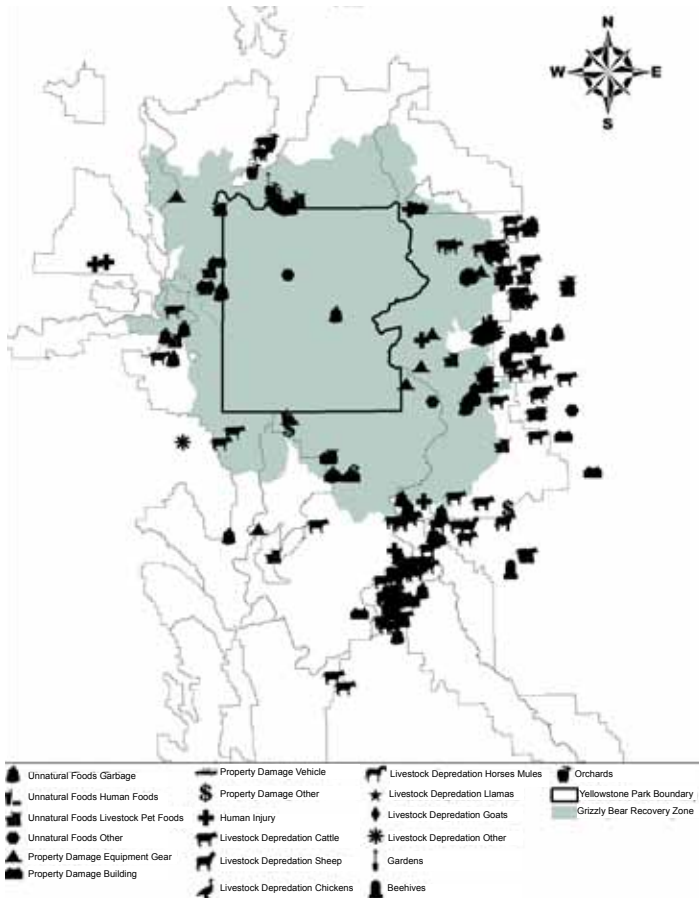 N
W E
S
Unnatural Foods Garbage
Unnatural Foods Human Foods
Unnatural Foods Livestock Pet Foods
Unnatural Foods Other
Property Damage Equipment Gear
Property Damage Building
Property Damage Vehicle
Property Damage Other
Human Injury
Livestock Depredation Cattle
Livestock Depredation Sheep
Livestock Depredation Chickens
Livestock Depredation Horses Mules
Livestock Depredation Llamas
Livestock Depredation Goats
Livestock Depredation Other
Gardens
Beehives
Orchards
Yellowstone Park Boundary
Grizzly Bear Recovery Zone